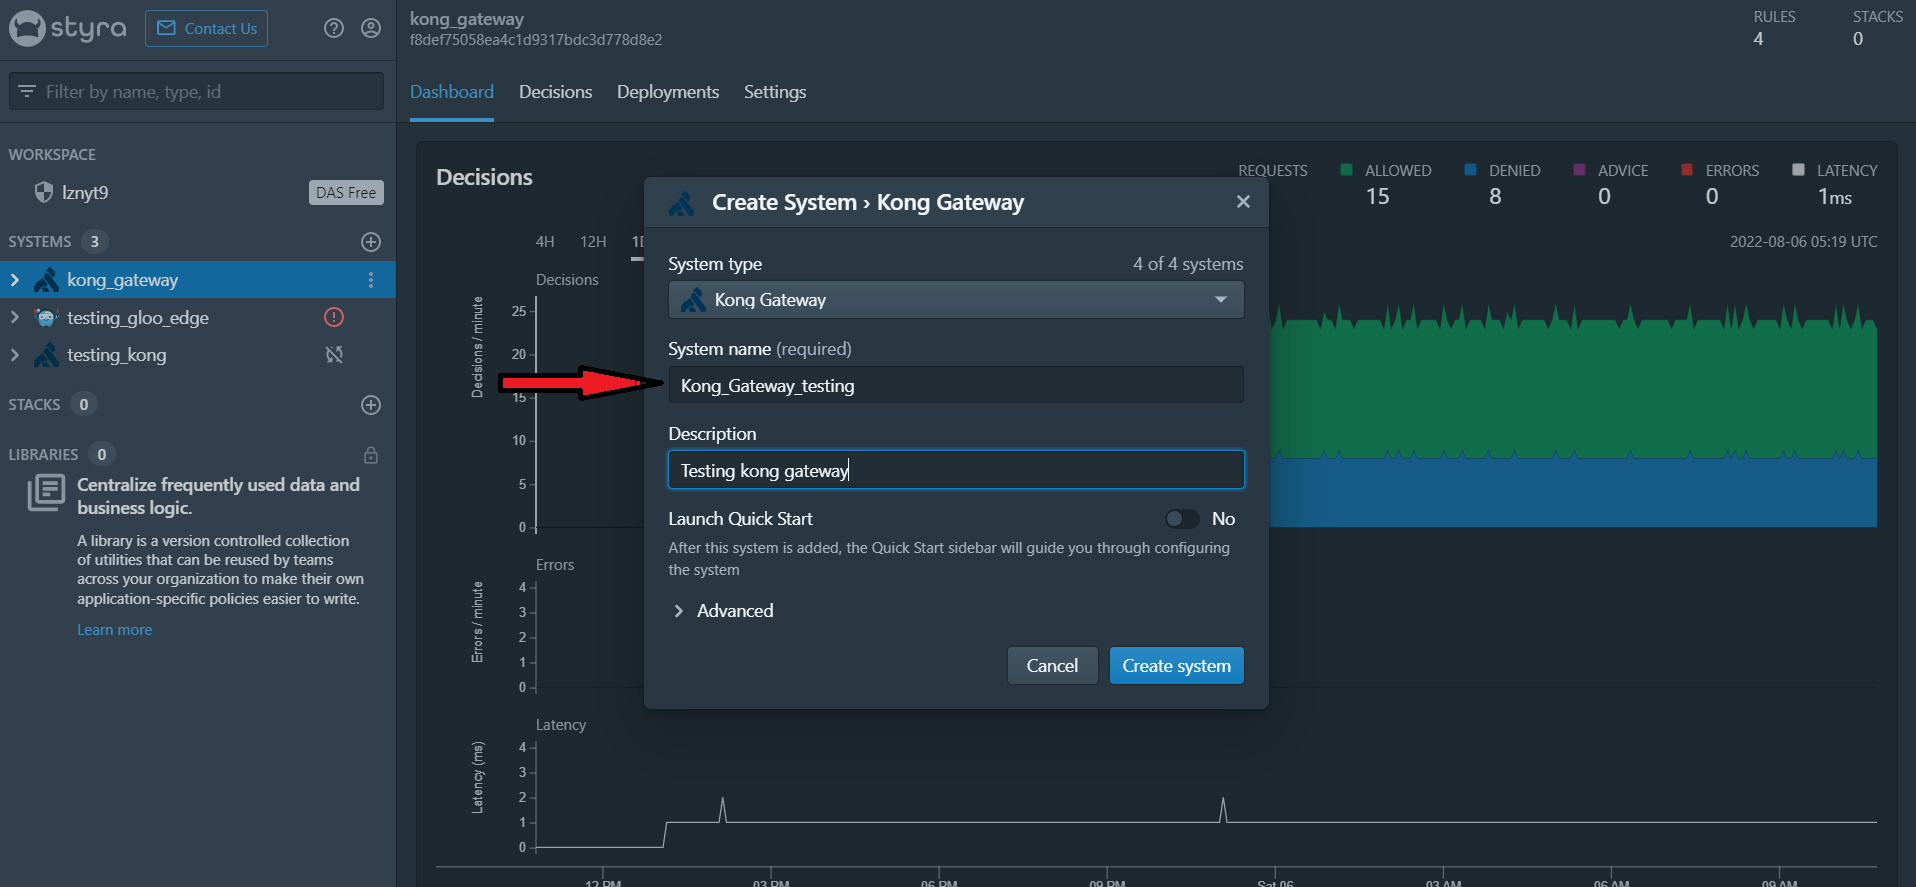 styra
Contact Us
Filter by name, type, id
WORKSPACE
lznyt9
DAS Free
SYSTEMS 3
kong_gateway
testing_gloo_edge
testing_kong
STACKS 0
LIBRARIES 0
Centralize frequently used data and
business logic.
A library is a version controlled collection
of utilities that can be reused by teams
across your organization to make their own
application-specific policies easier to write.
Learn more
kong_gateway
f8def75058ea4c1d9317bdc3d778d8e2
RULES
4
STACKS
0
Dashboard Decisions Deployments Settings
Decisions
REQUESTS
ALLOWED
15
DENIED
8
ADVICE
0
ERRORS
0
LATENCY
1ms
4H 12H
2022-08-06 05:19 UTC
Decisions
Decisions / minute
25
20
15
10
5
0
Errors
Errors / minute
4
3
2
1
0
Latency
Latency (ms)
4
3
2
1
0
12 PM 03 PM 06 PM 09 PM Sat 06 03 AM 06 AM 09 AM
Create System › Kong Gateway
System type
4 of 4 systems
Kong Gateway
System name (required)
Kong_Gateway_testing
Description
Testing kong gateway
Launch Quick Start
No
After this system is added, the Quick Start sidebar will guide you through configuring
the system
Advanced
Cancel
Create system